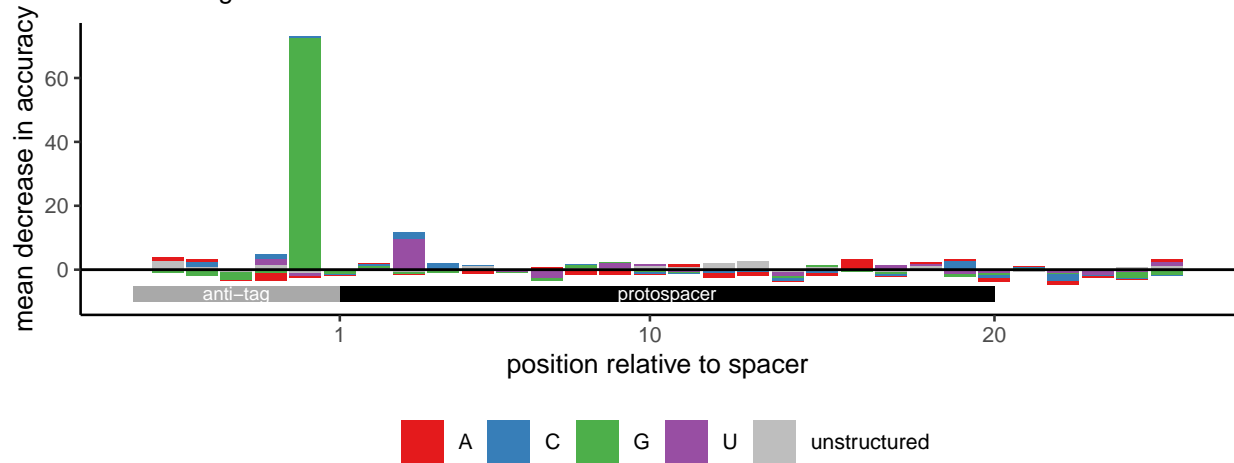 mean decrease in accuracy
60
40
20
0
anti−tag
protospacer
1
10
20
position relative to spacer
A
C
G
U
unstructured